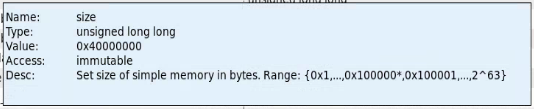 Name: size
Type: unsigned long long
Value: 0x40000000
Access: immutable
Desc: Set size of simple memory in bytes. Range: {0x1,...,0x100000*,0x100001,...,2^63}